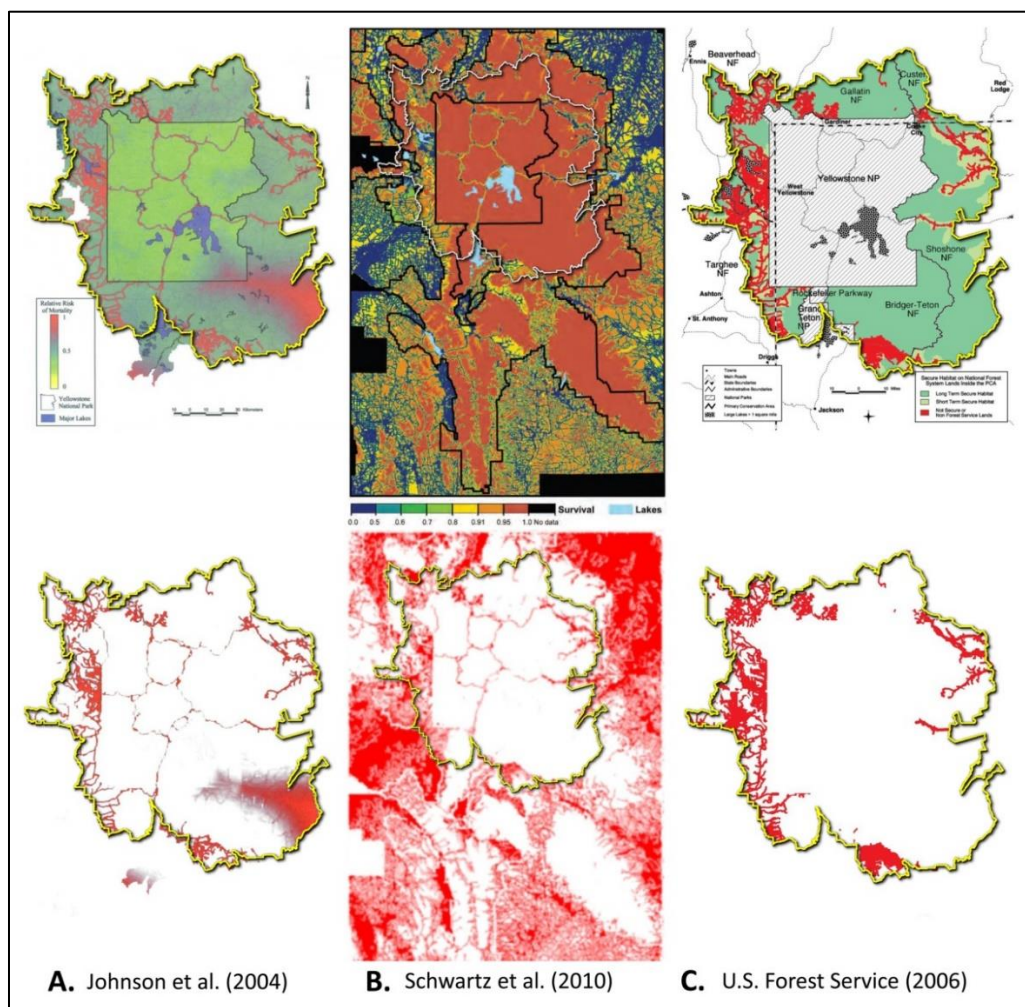 N
Relative Risk
of Mortality
1
0.5
0
Yellowstone
National Park
Major Lakes
0.0 0.5 0.6 0.7 0.8 0.91 0.95 1.0 No data
Survival
Lakes
Beaverhead
NF
Ennis
Gallatin
NF
Custer
NF
Red
Lodge
Gardiner
Cooke
City
West
Yellowstone
Yellowstone NP
Shoshone
NF
Targhee
NF
Ashton
St. Anthony
Rockefeller Parkway
Grand
Teton
NP
Bridger-Teton
NF
Driggs
Jackson
Towns
Main Roads
State Boundaries
Administrative Boundaries
National Parks
Primary Conservation Area
Large Lakes > 1 square mile
Secure Habitat on National Forest
System Lands Inside the PCA
Long Term Secure Habitat
Short Term Secure Habitat
Not Secure or
Non Forest Service Lands
A. Johnson et al. (2004)
B. Schwartz et al. (2010)
C. U.S. Forest Service (2006)